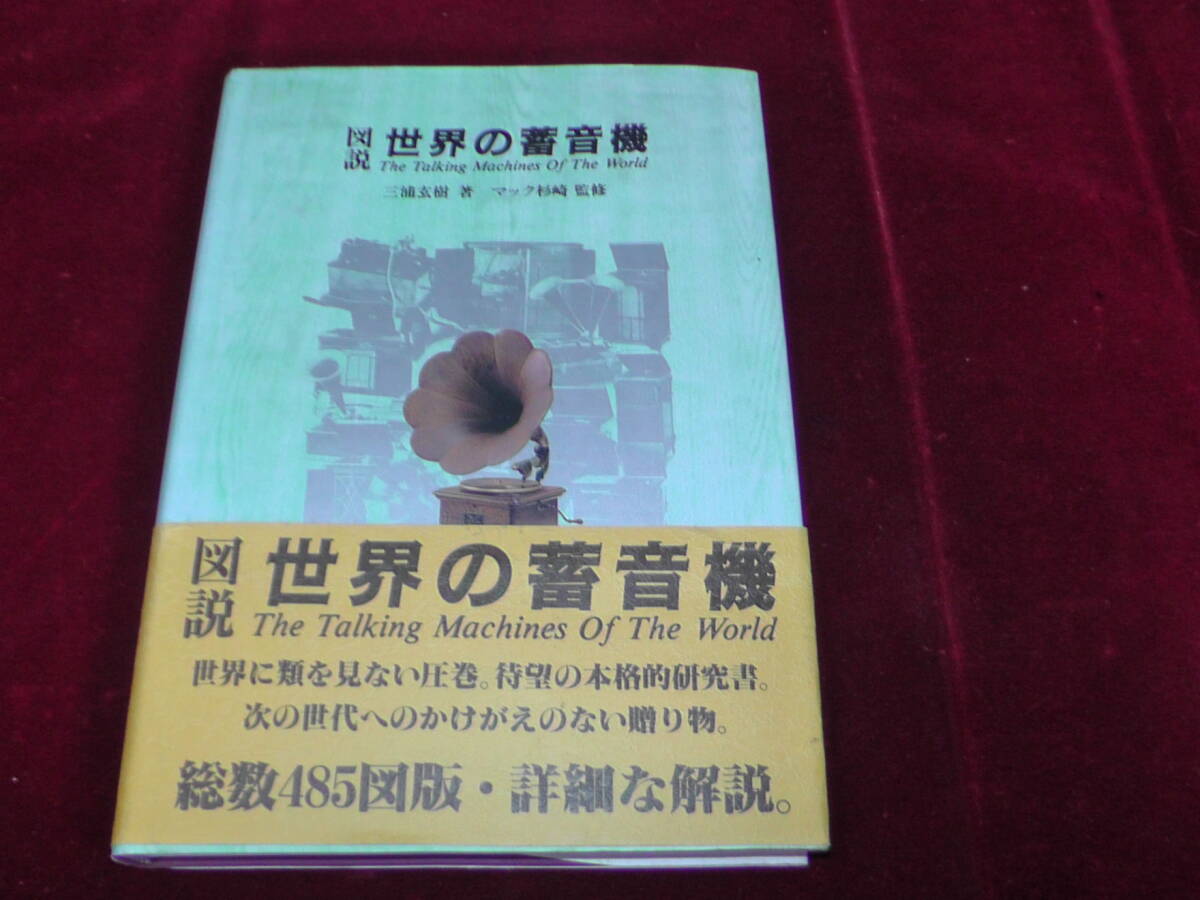 図説 世界の蓄音機
The Talking Machines Of The World
三浦玄樹 著 マック杉崎 監修
図説 世界の蓄音機
The Talking Machines Of The World
世界に類を見ない圧巻。待望の本格的研究書。
次の世代へのかけがえのない贈り物。
総数485図版・詳細な解説。